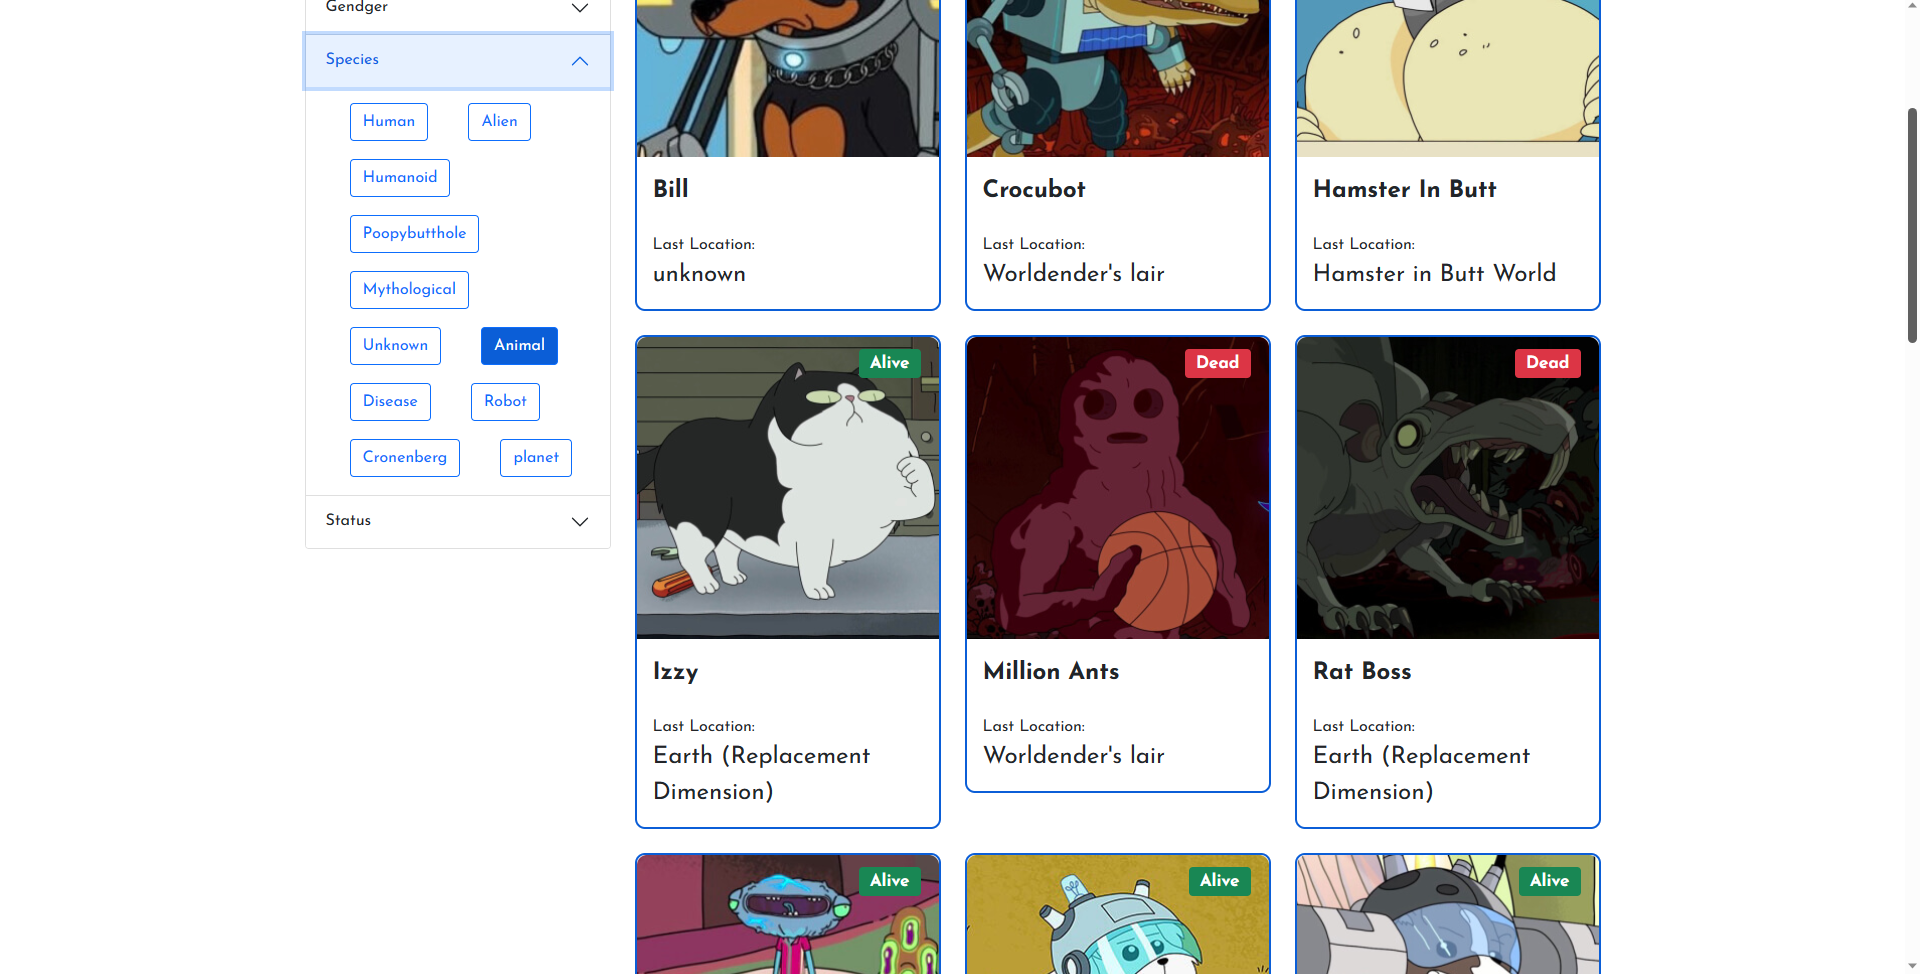 Gendger
Species
Human
Alien
Humanoid
Poopybutthole
Mythological
Unknown
Animal
Disease
Robot
Cronenberg
planet
Status
Bill
Last Location:
unknown
Crocubot
Last Location:
Worldender's lair
Hamster In Butt
Last Location:
Hamster in Butt World
Alive
Izzy
Last Location:
Earth (Replacement
Dimension)
Dead
Million Ants
Last Location:
Worldender's lair
Dead
Rat Boss
Last Location:
Earth (Replacement
Dimension)
Alive
Alive
Alive